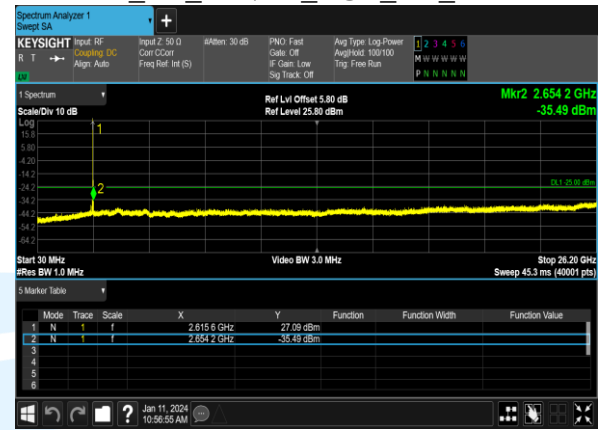 Spectrum Analyzer 1
Swept SA
+
KEYSIGHT Input: RF Input Z: 50 Ω #Atten: 30 dB PNO: Fast Avg Type: Log-Power 1 2 3 4 5 6
R T Coupling: DC Corr CCorr Gate: Off Avg|Hold: 100/100 M W W W W W
Align: Auto Freq Ref: Int (S) IF Gain: Low Trig: Free Run
Sig Track: Off P N N N N N
1 Spectrum Ref Lvl Offset 5.80 dB Mkr2 2.654 2 GHz
Scale/Div 10 dB Ref Level 25.80 dBm -35.49 dBm
Log
15.8
1
5.80
-4.20
-14.2
-24.2 2 DL1 -25.00 dBm
-34.2
-44.2
-54.2
-64.2
Start 30 MHz Video BW 3.0 MHz Stop 26.20 GHz
#Res BW 1.0 MHz Sweep 45.3 ms (40001 pts)
5 Marker Table
Mode Trace Scale X Y Function Function Width Function Value
1 N 1 f 2.615 6 GHz 27.09 dBm
2 N 1 f 2.654 2 GHz -35.49 dBm
3
4
5
6
? Jan 11, 2024
10:56:55 AM